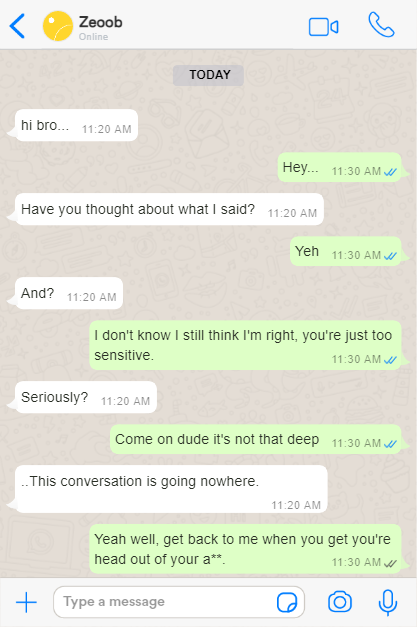 Zeoob
Online
TODAY
hi bro... 11:20 AM
Hey... 11:30 AM
Have you thought about what I said? 11:20 AM
Yeh 11:30 AM
And? 11:20 AM
I don't know I still think I'm right, you're just too
sensitive. 11:30 AM
Seriously? 11:20 AM
Come on dude it's not that deep 11:30 AM
..This conversation is going nowhere.
11:20 AM
Yeah well, get back to me when you get you're
head out of your a**. 11:30 AM
Type a message